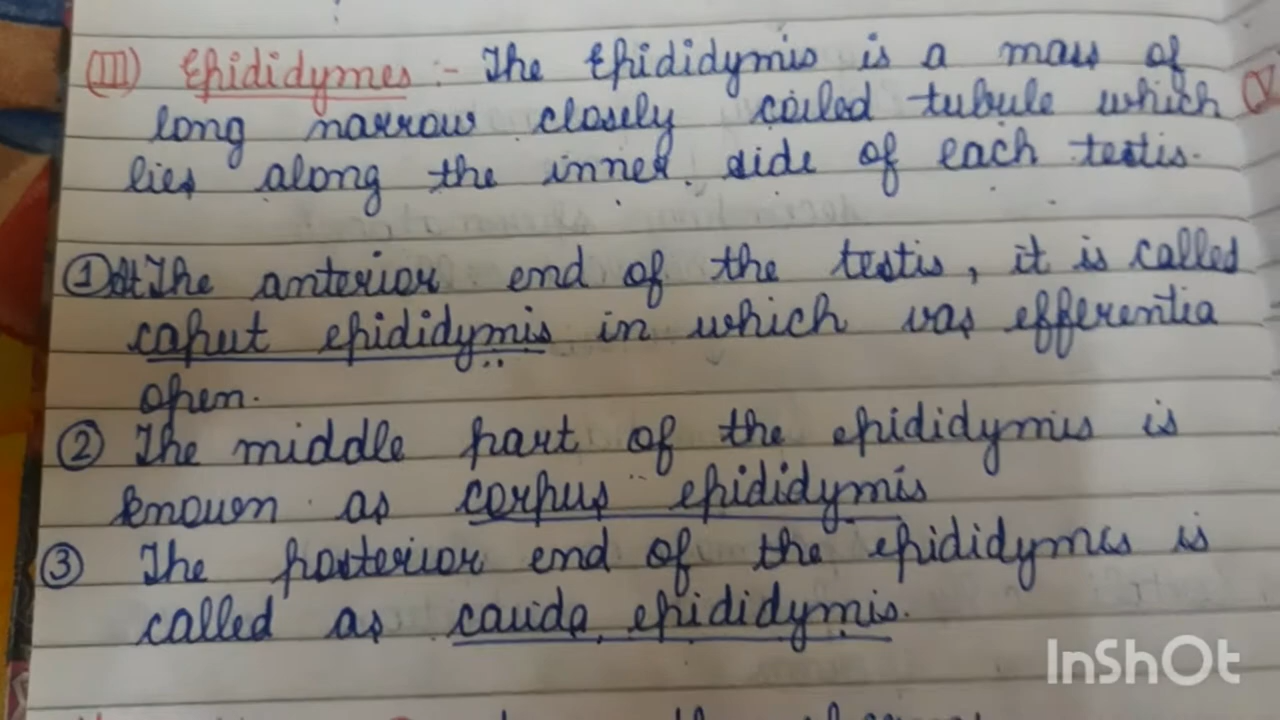 (III) Epididymes :- The Epididymis is a mass of
long narrow closely coiled tubule which
lies along the inner side of each testis.
① At The anterior end of the testis, it is called
caput epididymis in which vas efferentia
open.
② The middle part of the epididymis is
known as corpus epididymis
③ The posterior end of the epididymis is
called as cauda epididymis.
InShOt